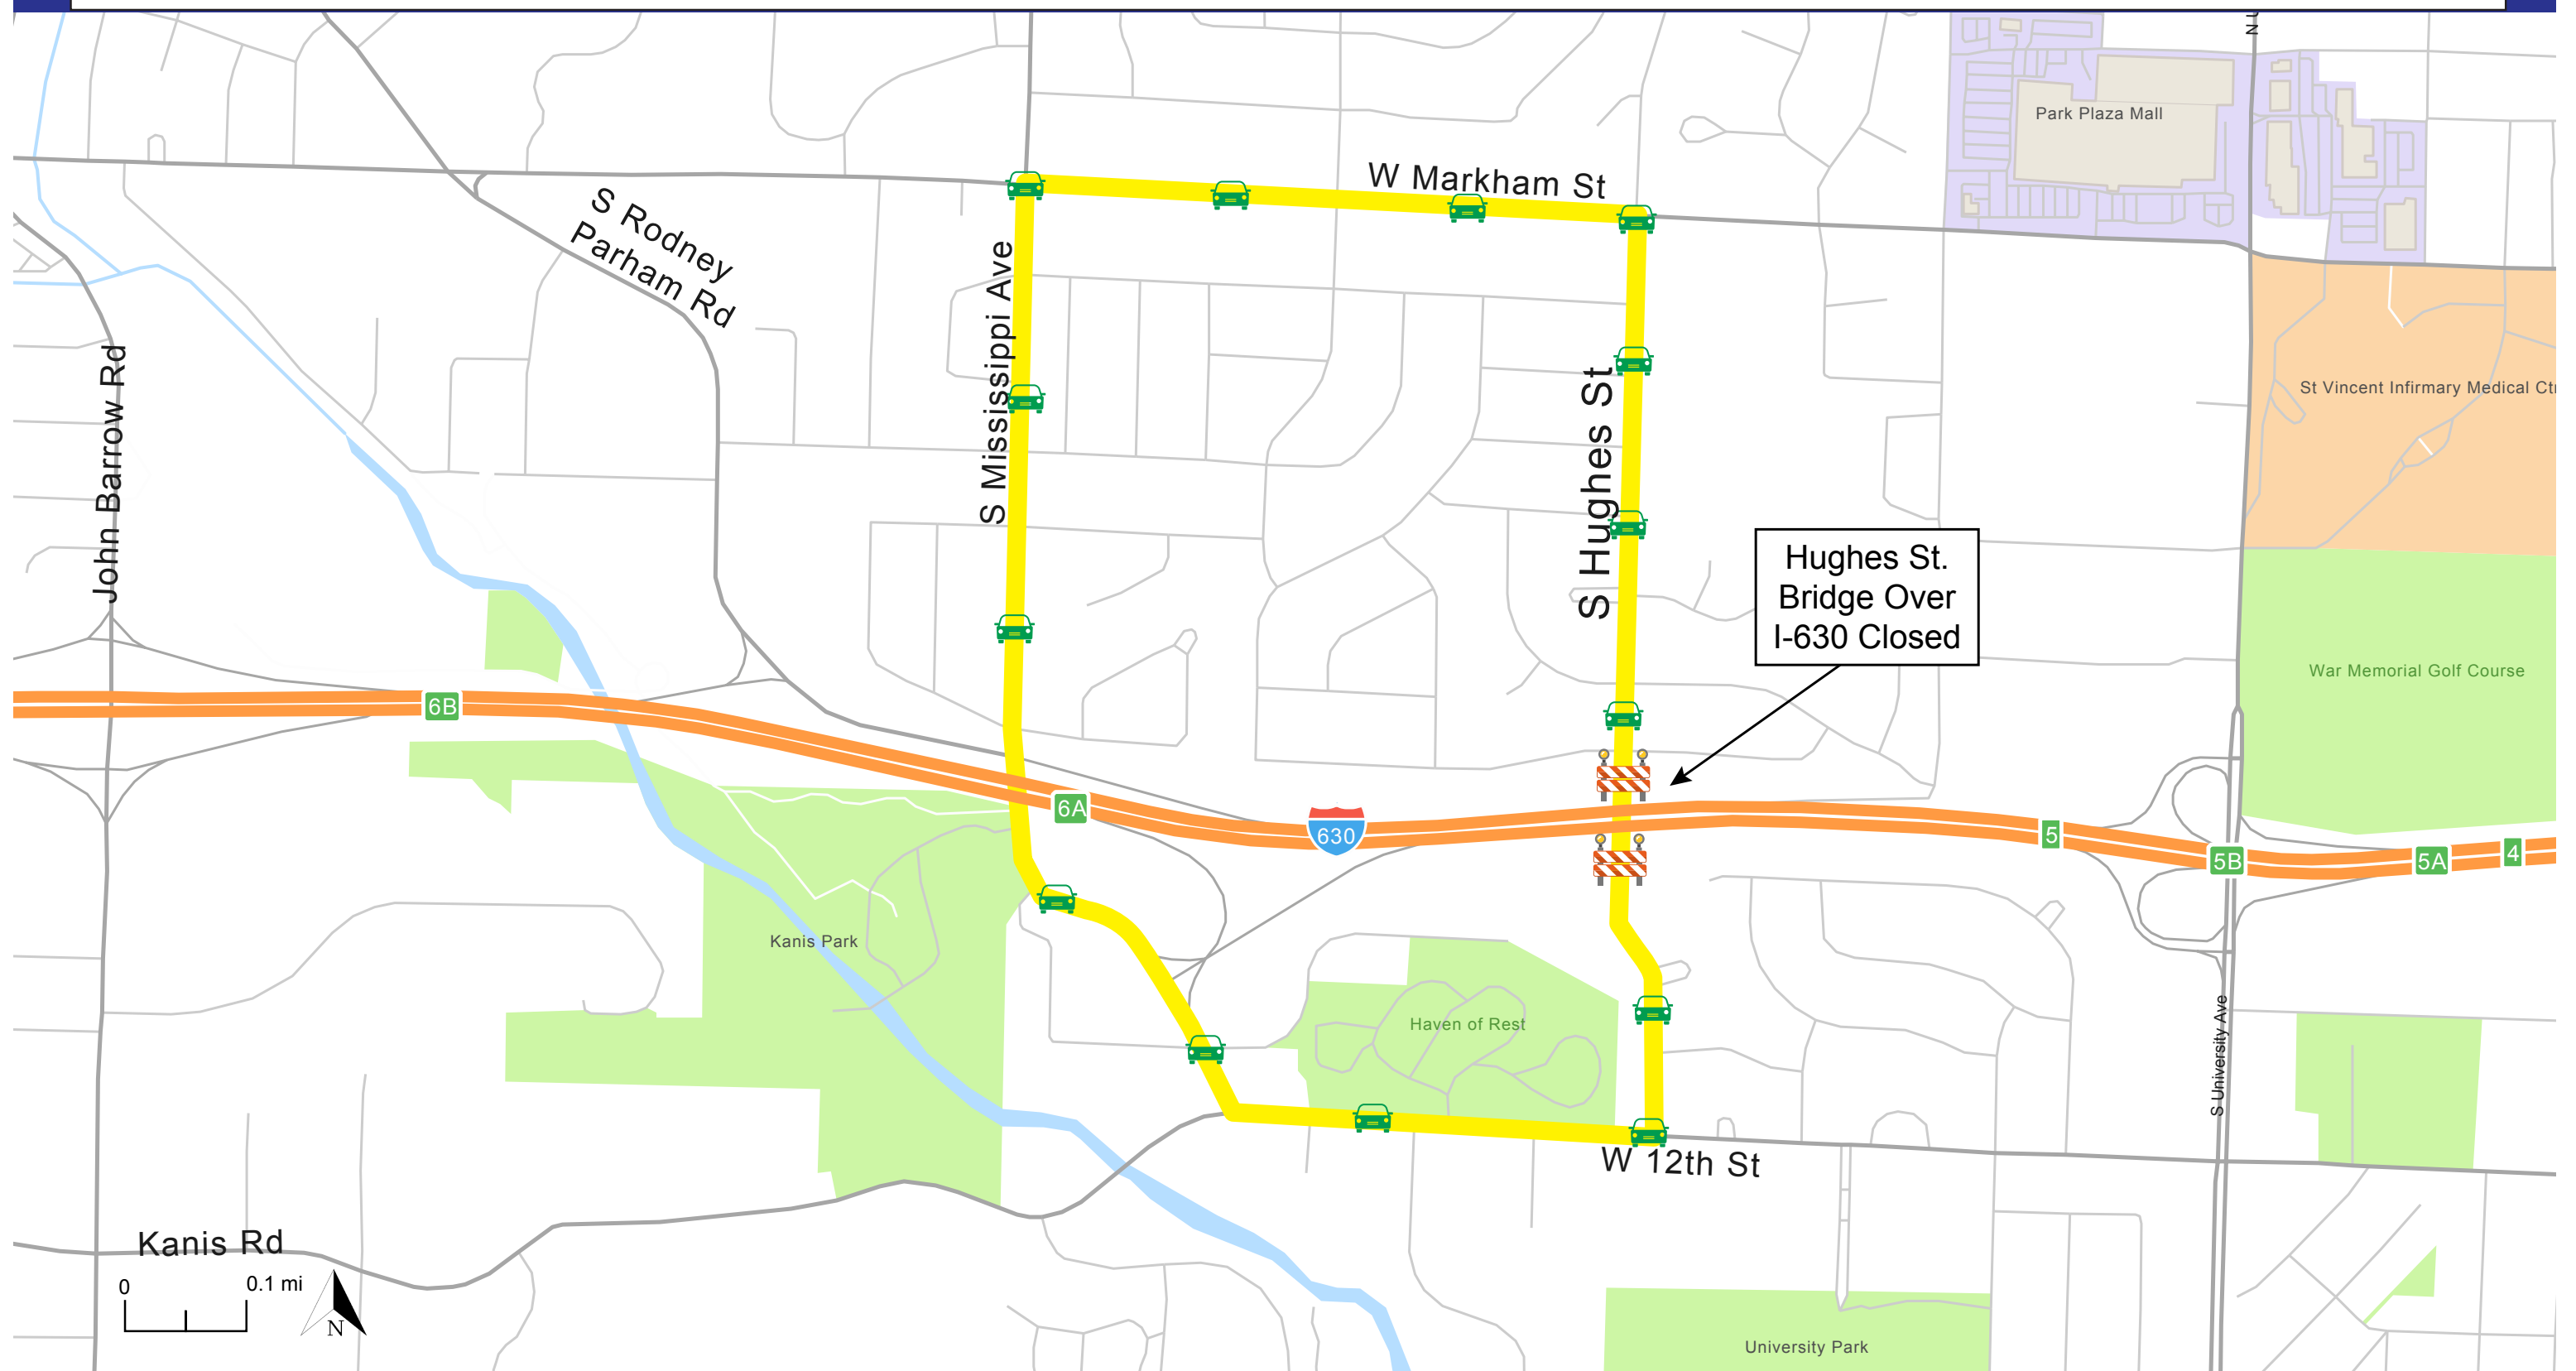 N U
Park Plaza Mall
W Markham St
S Rodney
Parham Rd
S Mississippi Ave
John Barrow Rd
S Hughes St
St Vincent Infirmary Medical Ctr
Hughes St.
Bridge Over
I-630 Closed
War Memorial Golf Course
6B
6A
630
5
5B
5A
4
Kanis Park
Haven of Rest
S University Ave
W 12th St
Kanis Rd
0
0.1 mi
N
University Park